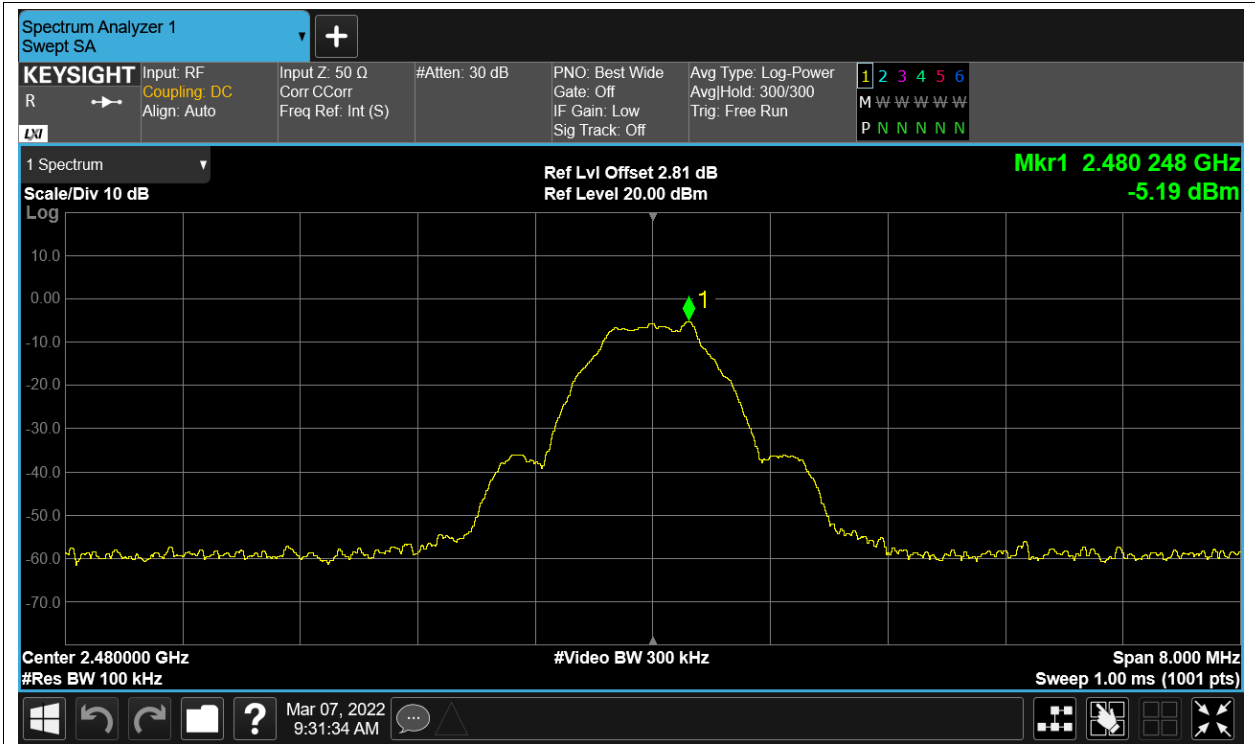 Spectrum Analyzer 1
Swept SA
KEYSIGHT
R
LXI
Input: RF
Coupling: DC
Align: Auto
Input Z: 50 Ω
Corr CCorr
Freq Ref: Int (S)
#Atten: 30 dB
PNO: Best Wide
Gate: Off
IF Gain: Low
Sig Track: Off
Avg Type: Log-Power
Avg|Hold: 300/300
Trig: Free Run
1 2 3 4 5 6
M W W W W W
P N N N N N
1 Spectrum
Scale/Div 10 dB
Log
Ref Lvl Offset 2.81 dB
Ref Level 20.00 dBm
Mkr1 2.480 248 GHz
-5.19 dBm
10.0
0.00
1
-10.0
-20.0
-30.0
-40.0
-50.0
-60.0
-70.0
Center 2.480000 GHz
#Res BW 100 kHz
#Video BW 300 kHz
Span 8.000 MHz
Sweep 1.00 ms (1001 pts)
?
Mar 07, 2022
9:31:34 AM